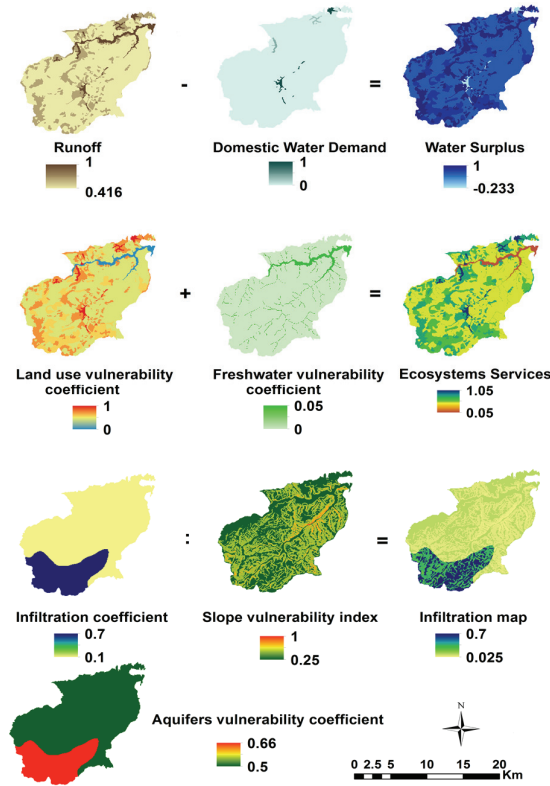 - =
Runoff Domestic Water Demand Water Surplus
1 1 1
0.416 0 -0.233
+ =
Land use vulnerability Freshwater vulnerability Ecosystems Services
coefficient coefficient
1 0.05 1.05
0 0 0.05
: =
Infiltration coefficient Slope vulnerability index Infiltration map
0.7 1 0.7
0.1 0.25 0.025
N
Aquifers vulnerability coefficient
0.66
0.5
0 2.5 5 10 15 20
Km